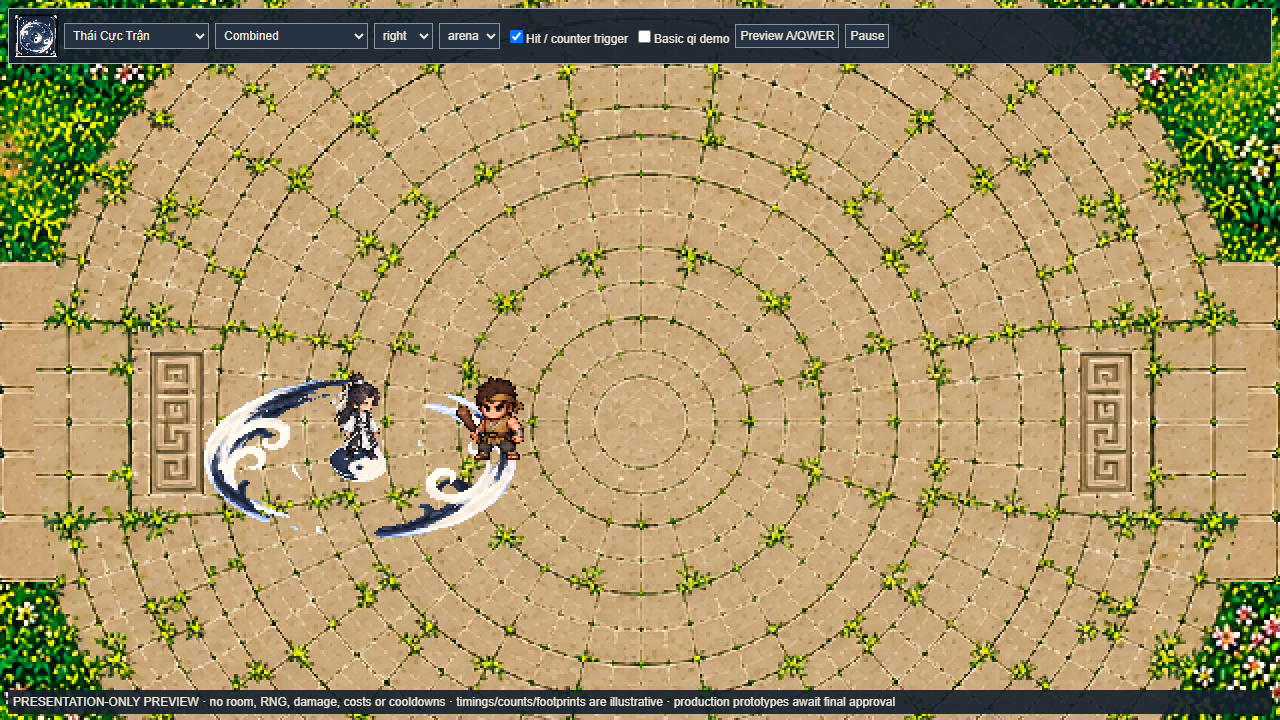 Thái Cực Trận Combined right arena Hit / counter trigger Basic qi demo Preview A/QWER Pause
PRESENTATION-ONLY PREVIEW · no room, RNG, damage, costs or cooldowns · timings/counts/footprints are illustrative · production prototypes await final approval